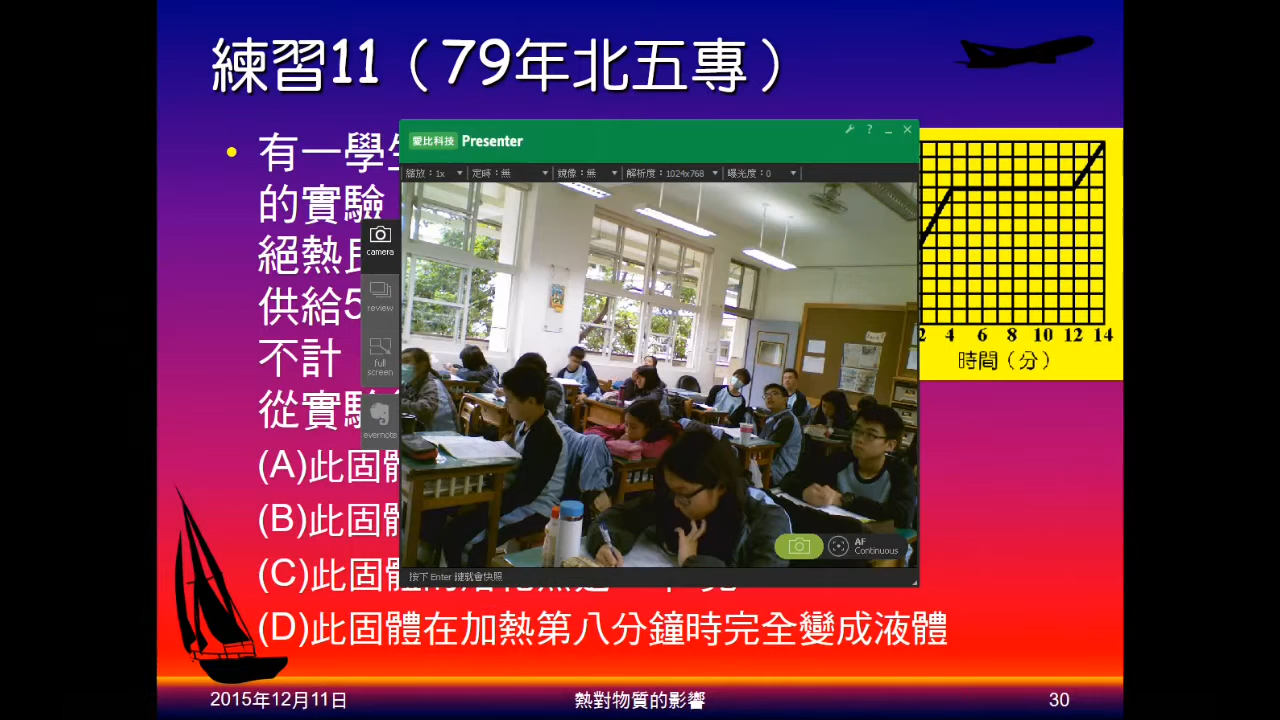 練習11（79年北五專）
• 有一學
的實驗
絕熱
供給5
不計
從實驗
(A)此固體
(B)此固體
(C)此固體
(D)此固體在加熱第八分鐘時完全變成液體
愛比科技 Presenter
縮放：1x 定時：無 鏡像：無 解析度：1024x768 曝光度：0
camera
review
full
screen
evernote
AF
Continuous
按下 Enter 鍵就會快照
2 4 6 8 10 12 14
時間（分）
2015年12月11日 熱對物質的影響 30